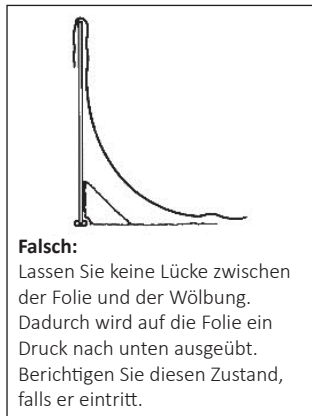 Falsch:
Lassen Sie keine Lücke zwischen
der Folie und der Wölbung.
Dadurch wird auf die Folie ein
Druck nach unten ausgeübt.
Berichtigen Sie diesen Zustand,
falls er eintritt.